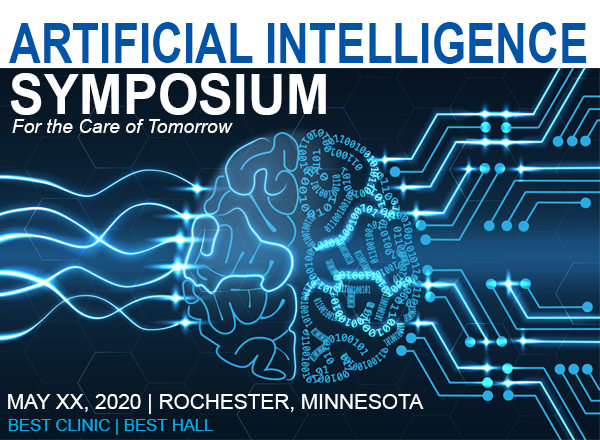 ARTIFICIAL INTELLIGENCE
SYMPOSIUM
For the Care of Tomorrow
MAY XX, 2020 | ROCHESTER, MINNESOTA
BEST CLINIC | BEST HALL